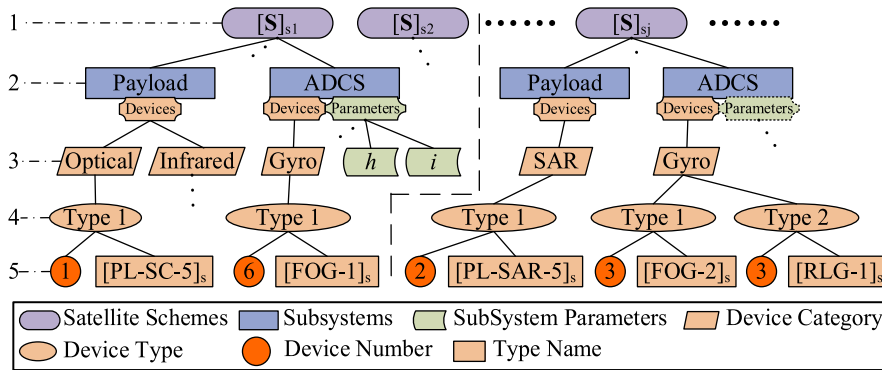 1 [S]s1 [S]s2 [S]sj
2 Payload ADCS Payload ADCS
Devices Devices Parameters Devices Devices Parameters
3 Optical Infrared Gyro h i SAR Gyro
4 Type 1 Type 1 Type 1 Type 1 Type 2
5 1 [PL-SC-5]s 6 [FOG-1]s 2 [PL-SAR-5]s 3 [FOG-2]s 3 [RLG-1]s
Satellite Schemes Subsystems SubSystem Parameters Device Category
Device Type Device Number Type Name